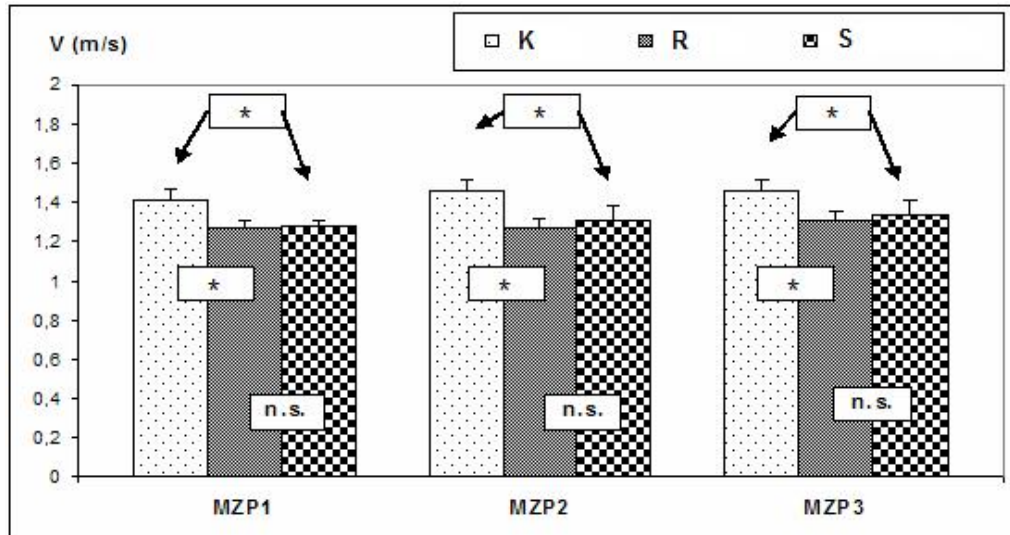 V (m/s)
K R S
2
1,8
1,6
1,4
1,2
1
0,8
0,6
0,4
0,2
0
* * *
* * *
n.s. n.s. n.s.
MZP1 MZP2 MZP3